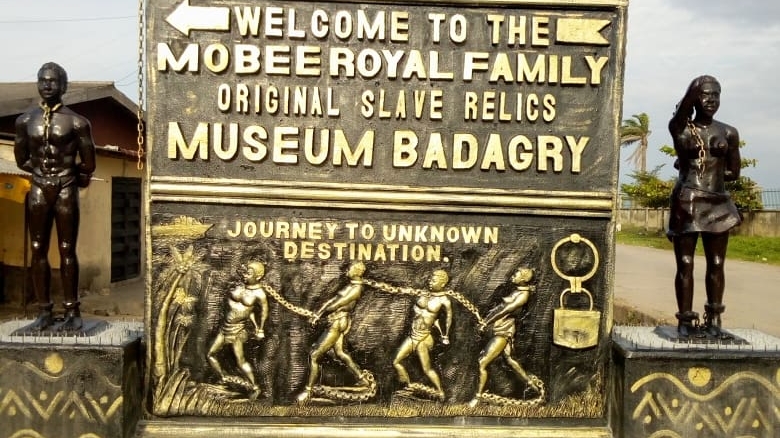 WELCOME TO THE
MOBEE ROYAL FAMILY
ORIGINAL SLAVE RELICS
MUSEUM BADAGRY
JOURNEY TO UNKNOWN
DESTINATION.